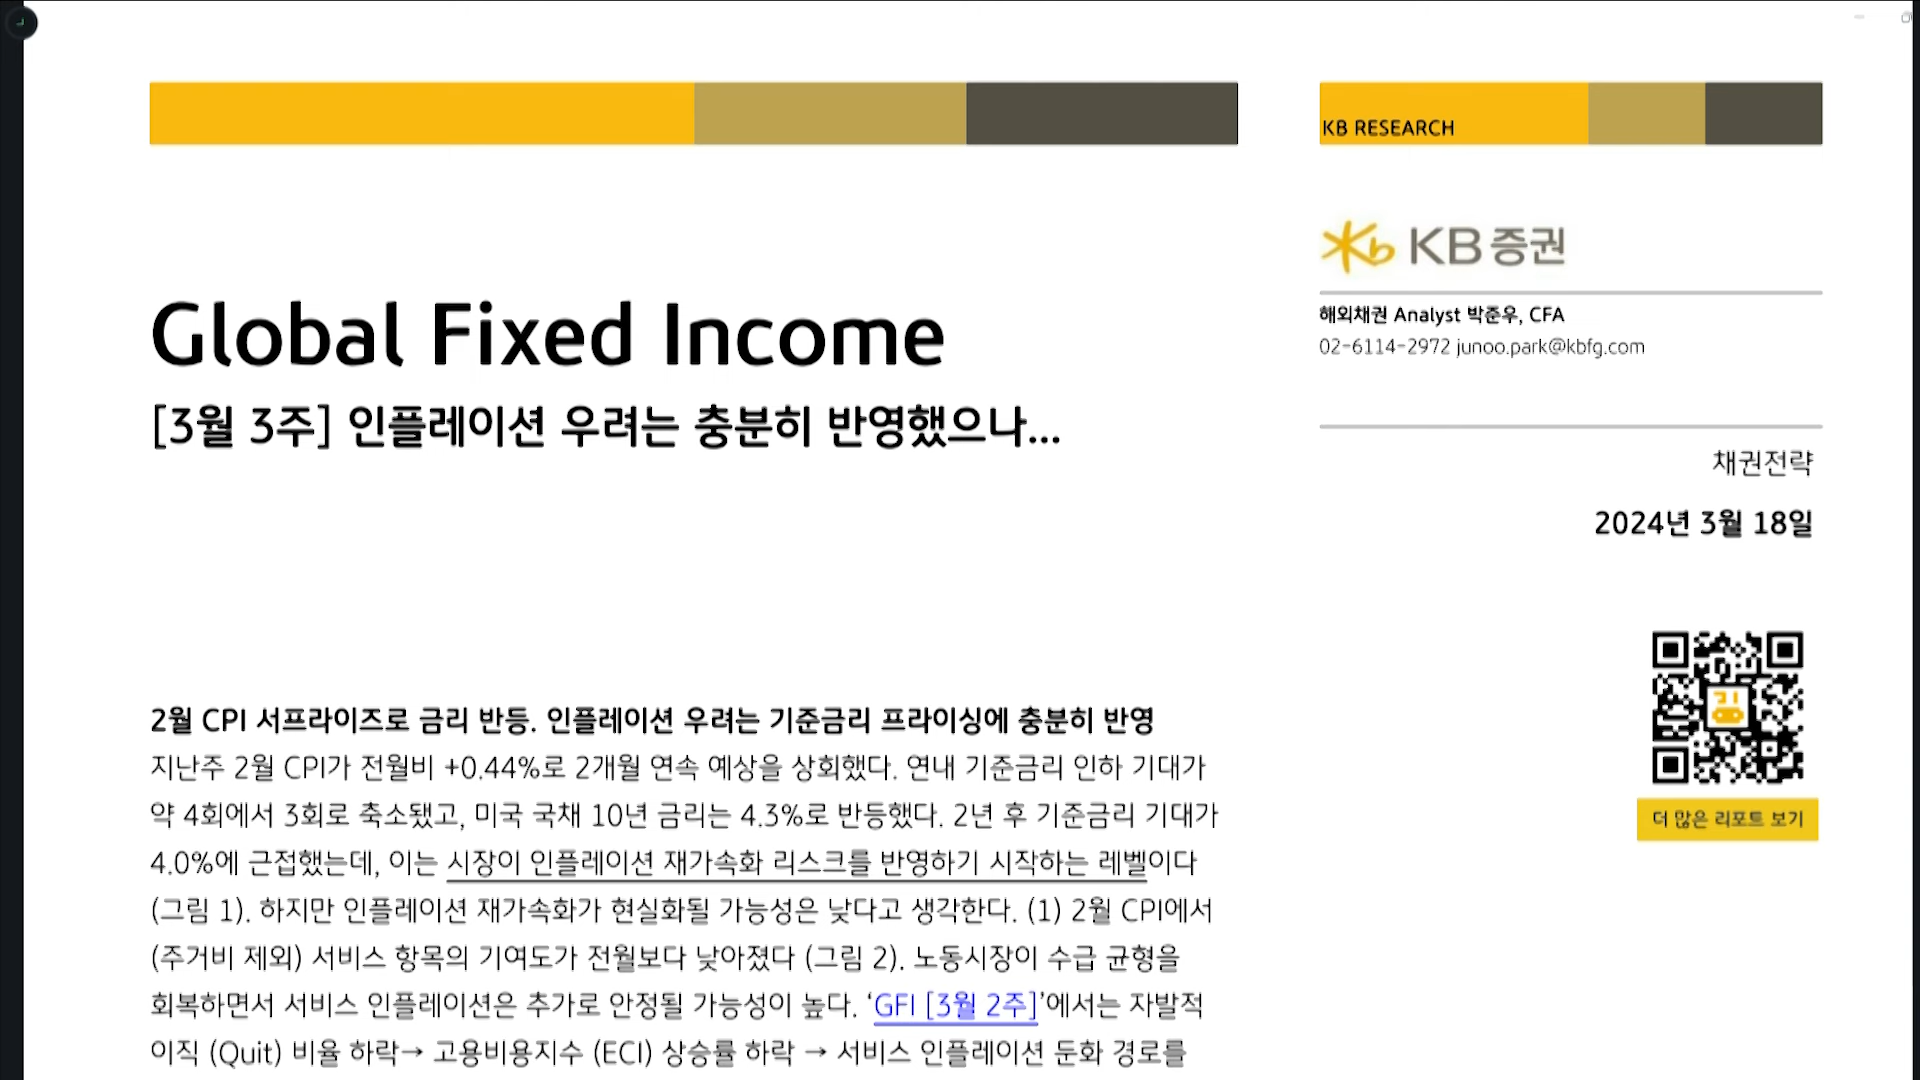 KB RESEARCH
KB증권
Global Fixed Income
[3월 3주] 인플레이션 우려는 충분히 반영했으나...
해외채권 Analyst 박준우, CFA
02-6114-2972 junoo.park@kbfg.com
채권전략
2024년 3월 18일
더 많은 리포트 보기
2월 CPI 서프라이즈로 금리 반등. 인플레이션 우려는 기준금리 프라이싱에 충분히 반영
지난주 2월 CPI가 전월비 +0.44%로 2개월 연속 예상을 상회했다. 연내 기준금리 인하 기대가
약 4회에서 3회로 축소됐고, 미국 국채 10년 금리는 4.3%로 반등했다. 2년 후 기준금리 기대가
4.0%에 근접했는데, 이는 시장이 인플레이션 재가속화 리스크를 반영하기 시작하는 레벨이다
(그림 1). 하지만 인플레이션 재가속화가 현실화될 가능성은 낮다고 생각한다. (1) 2월 CPI에서
(주거비 제외) 서비스 항목의 기여도가 전월보다 낮아졌다 (그림 2). 노동시장이 수급 균형을
회복하면서 서비스 인플레이션은 추가로 안정될 가능성이 높다. ‘GFI [3월 2주]’에서는 자발적
이직 (Quit) 비율 하락→ 고용비용지수 (ECI) 상승률 하락 → 서비스 인플레이션 둔화 경로를